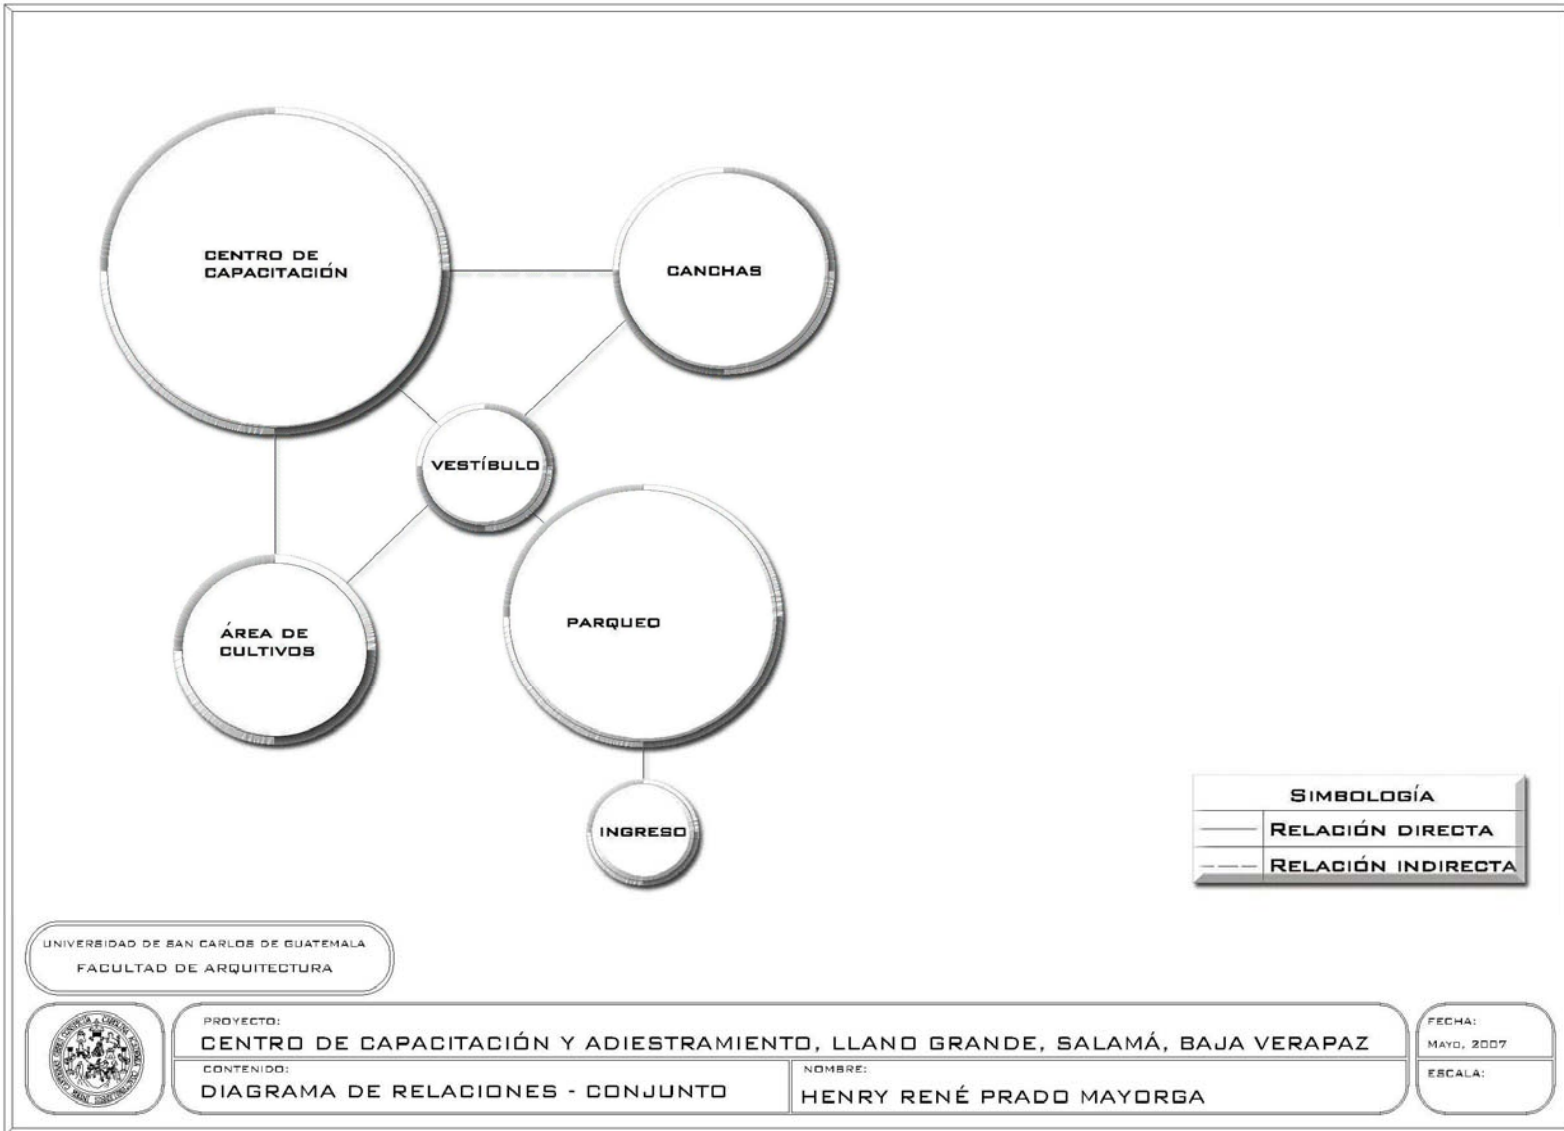 CENTRO DE
CAPACITACIÓN
CANCHAS
VESTÍBULO
PARQUEO
ÁREA DE
CULTIVOS
INGRESO
SIMBOLOGÍA
RELACIÓN DIRECTA
RELACIÓN INDIRECTA
UNIVERSIDAD DE SAN CARLOS DE GUATEMALA
FACULTAD DE ARQUITECTURA
PROYECTO:
CENTRO DE CAPACITACIÓN Y ADIESTRAMIENTO, LLANO GRANDE, SALAMÁ, BAJA VERAPAZ
CONTENIDO:
DIAGRAMA DE RELACIONES - CONJUNTO
NOMBRE:
HENRY RENÉ PRADO MAYORGA
FECHA:
MAYO, 2007
ESCALA: